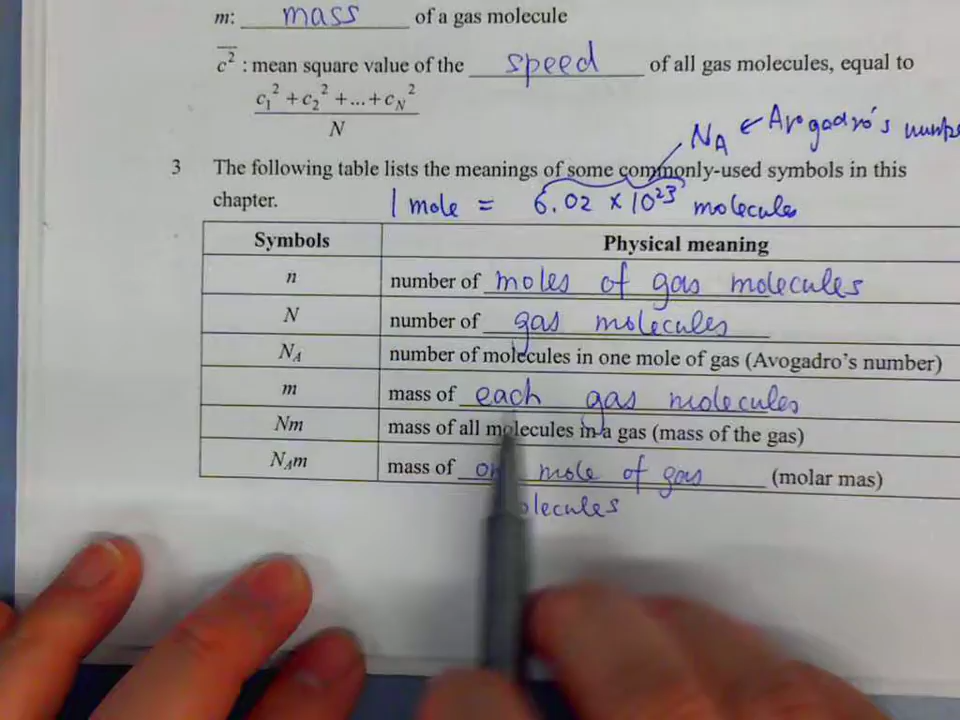 m: mass of a gas molecule
c² : mean square value of the speed of all gas molecules, equal to
c₁² + c₂² + ... + c_N²
N
N_A ← Avogadro's
3 The following table lists the meanings of some commonly-used symbols in this
chapter. 1 mole = 6.02 × 10²³ molecules
Symbols Physical meaning
n number of moles of gas molecules
N number of gas molecules
N_A number of molecules in one mole of gas (Avogadro's number)
m mass of each gas molecules
Nm mass of all molecules in a gas (mass of the gas)
N_Am mass of mole of gas (molar mas)